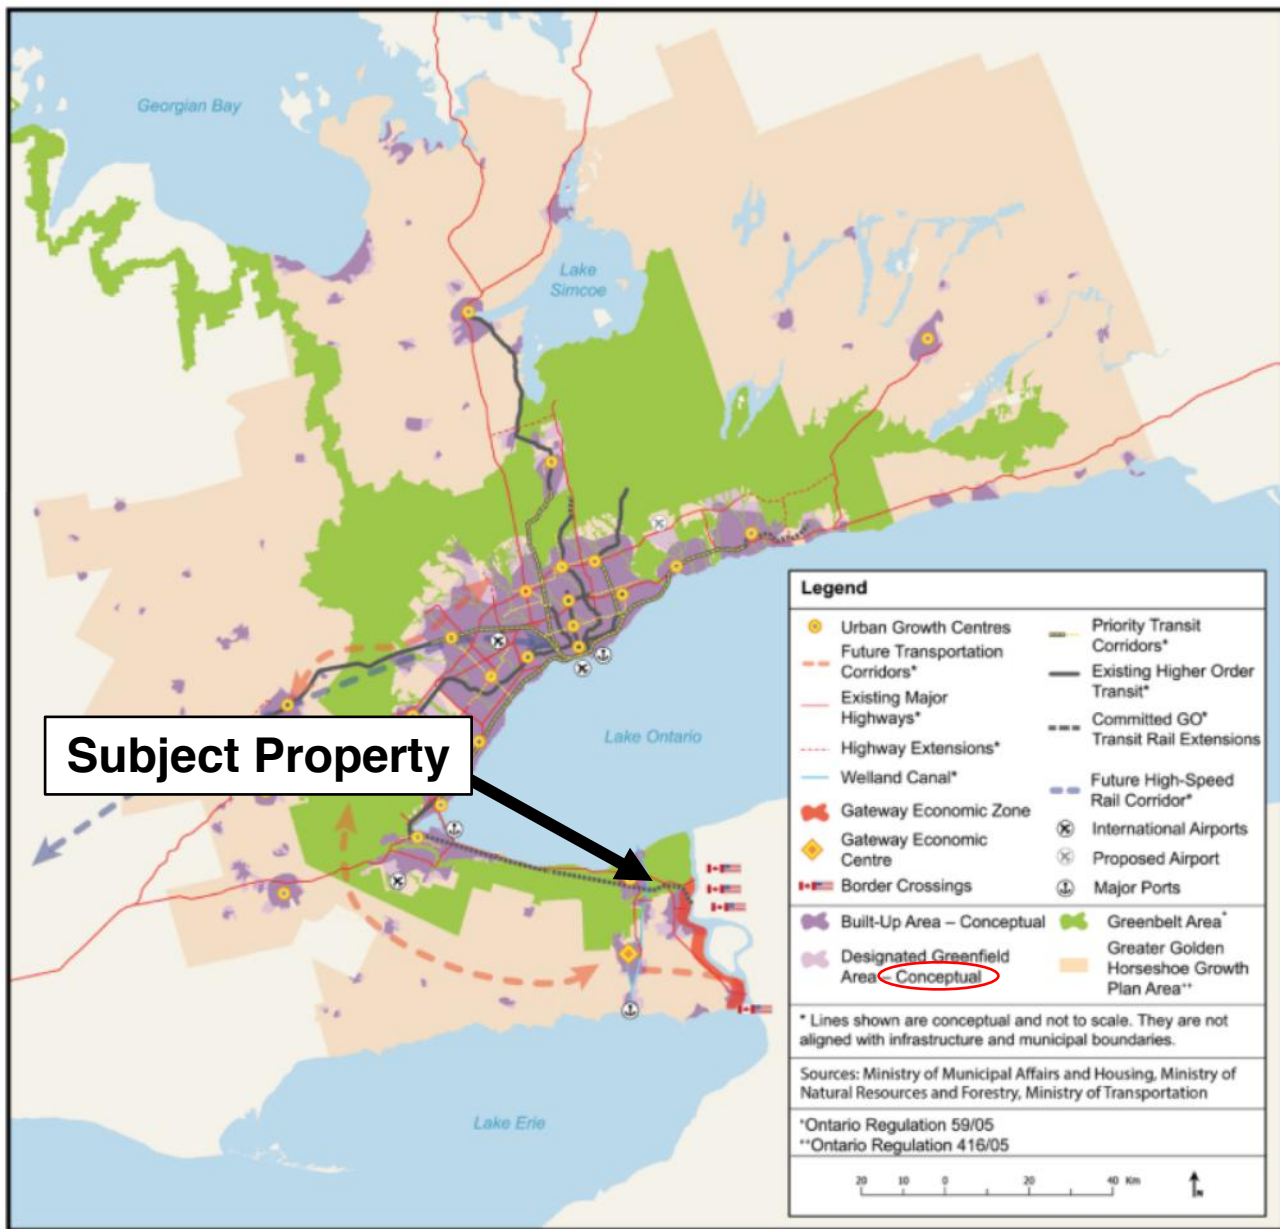 Georgian Bay
Lake
Simcoe
Lake Ontario
Subject Property
Lake Erie
Legend
Urban Growth Centres
Future Transportation
Corridors*
Existing Major
Highways*
Highway Extensions*
Welland Canal*
Gateway Economic Zone
Gateway Economic
Centre
Border Crossings
Priority Transit
Corridors*
Existing Higher Order
Transit*
Committed GO*
Transit Rail Extensions
Future High-Speed
Rail Corridor*
International Airports
Proposed Airport
Major Ports
Built-Up Area – Conceptual
Designated Greenfield
Area – Conceptual
Greenbelt Area*
Greater Golden
Horseshoe Growth
Plan Area**
* Lines shown are conceptual and not to scale. They are not
aligned with infrastructure and municipal boundaries.
Sources: Ministry of Municipal Affairs and Housing, Ministry of
Natural Resources and Forestry, Ministry of Transportation
*Ontario Regulation 59/05
**Ontario Regulation 416/05
20 10 0 20 40 Km
N